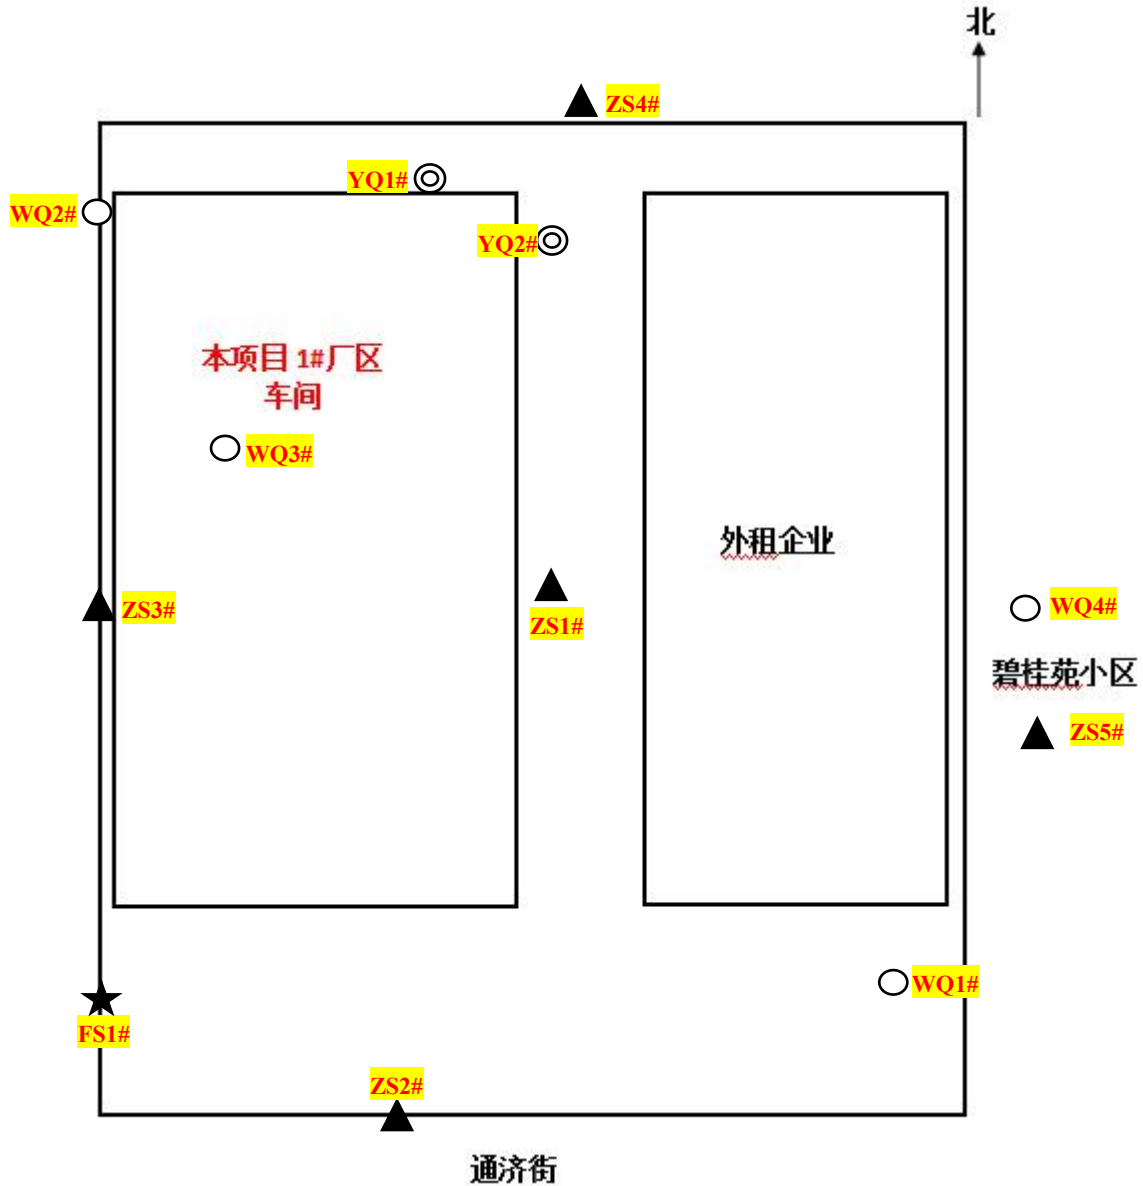 北
ZS4#
YQ1#
WQ2#
YQ2#
本项目 1#厂区
车间
WQ3#
外租企业
ZS3#
ZS1#
WQ4#
碧桂苑小区
ZS5#
WQ1#
FS1#
ZS2#
通济街